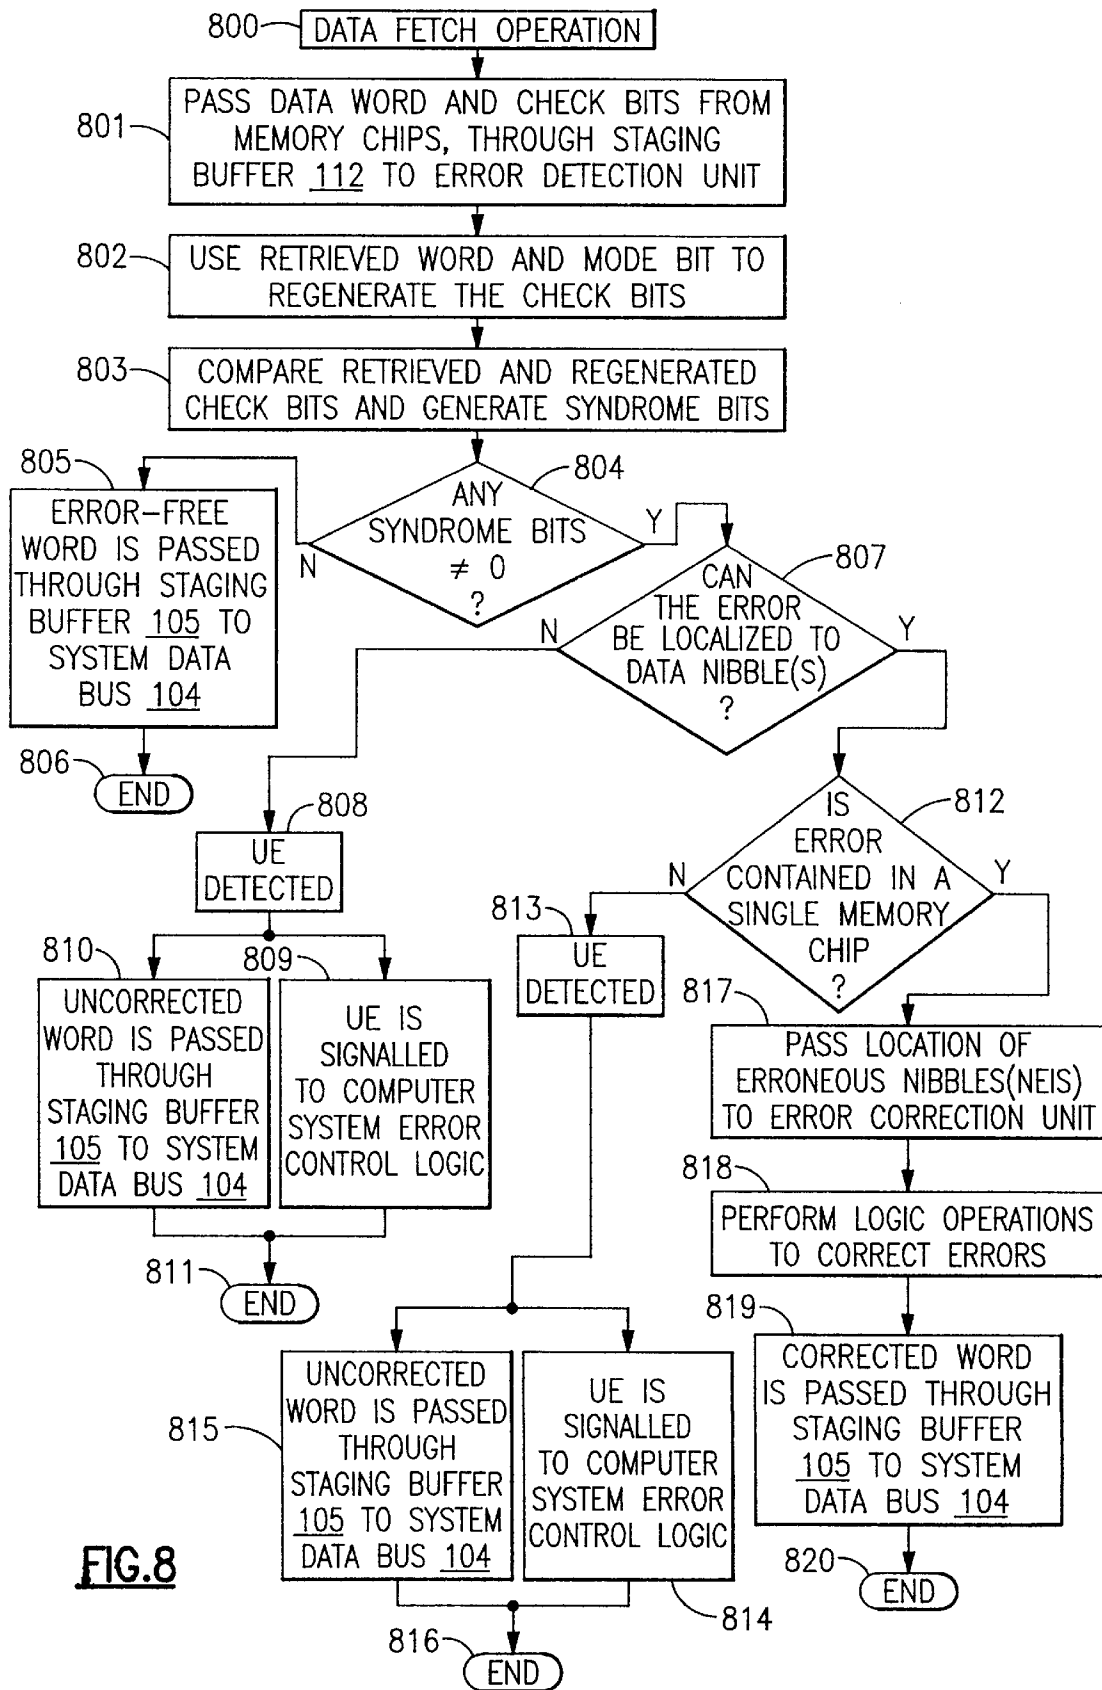 800
DATA FETCH OPERATION
801
PASS DATA WORD AND CHECK BITS FROM
MEMORY CHIPS, THROUGH STAGING
BUFFER 112 TO ERROR DETECTION UNIT
802
USE RETRIEVED WORD AND MODE BIT TO
REGENERATE THE CHECK BITS
803
COMPARE RETRIEVED AND REGENERATED
CHECK BITS AND GENERATE SYNDROME BITS
804
ANY
SYNDROME BITS
≠ 0
?
N
Y
805
ERROR-FREE
WORD IS PASSED
THROUGH STAGING
BUFFER 105 TO
SYSTEM DATA
BUS 104
806
END
807
CAN
THE ERROR
BE LOCALIZED TO
DATA NIBBLE(S)
?
N
Y
808
UE
DETECTED
810
UNCORRECTED
WORD IS PASSED
THROUGH
STAGING BUFFER
105 TO SYSTEM
DATA BUS 104
809
UE IS
SIGNALLED
TO COMPUTER
SYSTEM ERROR
CONTROL LOGIC
811
END
812
IS
ERROR
CONTAINED IN A
SINGLE MEMORY
CHIP
?
N
Y
813
UE
DETECTED
815
UNCORRECTED
WORD IS PASSED
THROUGH
STAGING BUFFER
105 TO SYSTEM
DATA BUS 104
UE IS
SIGNALLED
TO COMPUTER
SYSTEM ERROR
CONTROL LOGIC
814
816
END
817
PASS LOCATION OF
ERRONEOUS NIBBLES(NEIS)
TO ERROR CORRECTION UNIT
818
PERFORM LOGIC OPERATIONS
TO CORRECT ERRORS
819
CORRECTED WORD
IS PASSED THROUGH
STAGING BUFFER
105 TO SYSTEM
DATA BUS 104
820
END
FIG.8